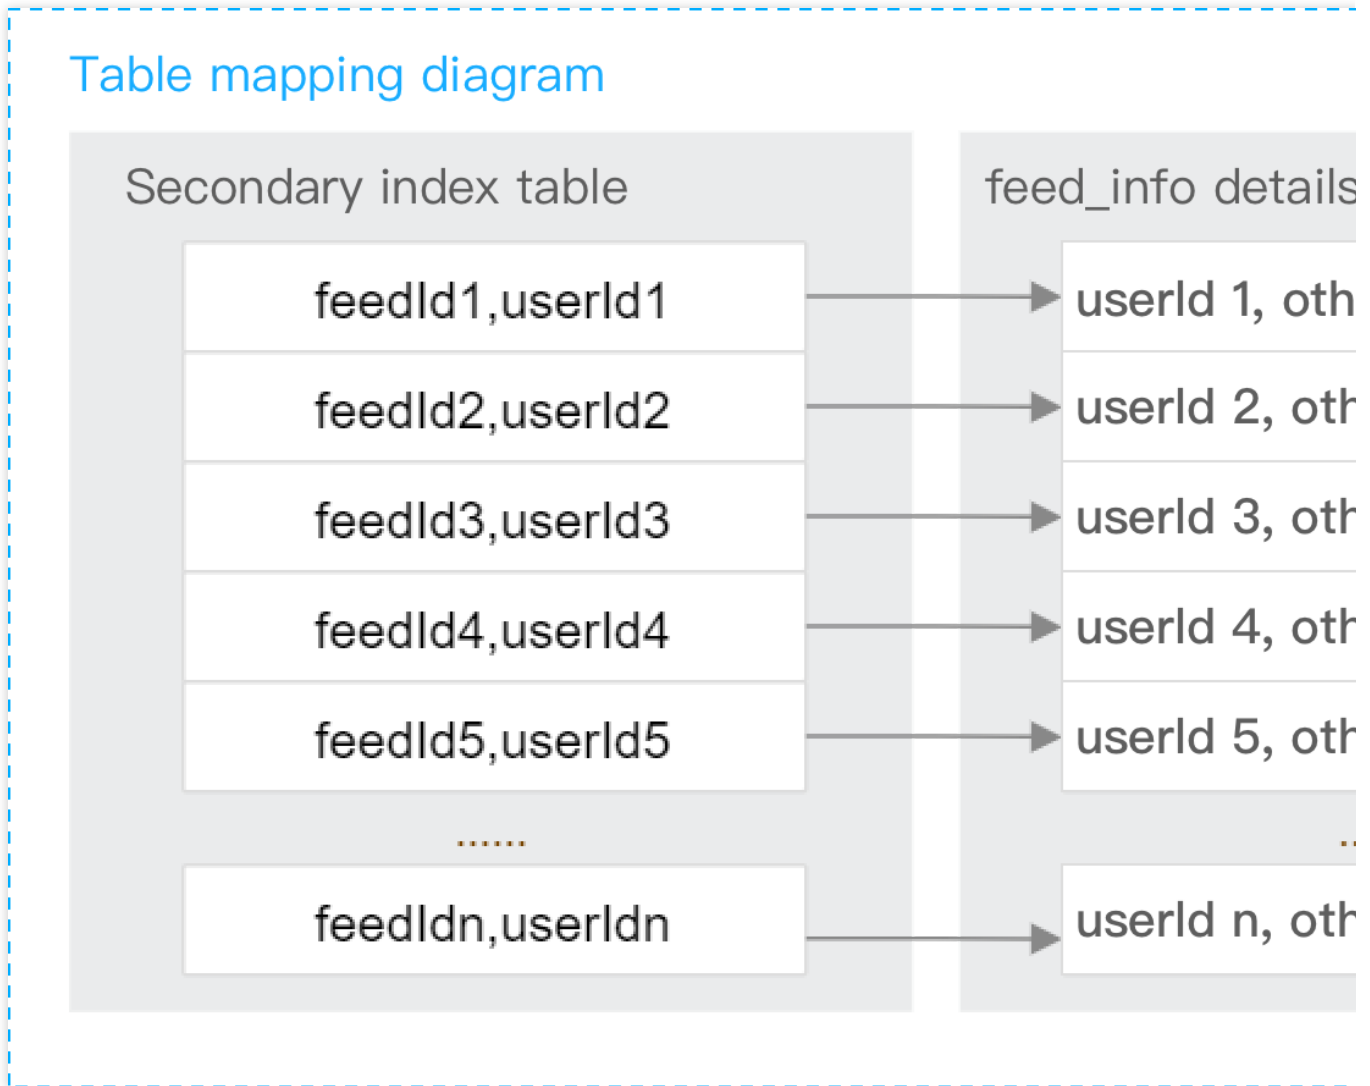 Table mapping diagram
Secondary index table
feed_info details
feedId1,userId1
userId 1, oth
feedId2,userId2
userId 2, oth
feedId3,userId3
userId 3, oth
feedId4,userId4
userId 4, oth
feedId5,userId5
userId 5, oth
......
..
feedIdn,userIdn
userId n, oth